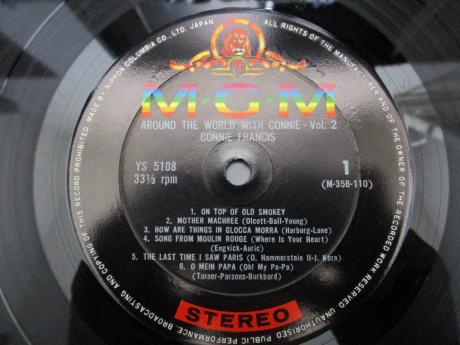 ALL RIGHTS OF THE MANUFACTURER AND OF THE OWNER OF THE RECORDED WORK RESERVED UNAUTHORISED PUBLIC PERFORMANCE, BROADCASTING AND COPYING OF THIS RECORD PROHIBITED MADE BY NIPPON COLUMBIA CO., LTD., JAPAN
M·G·M
AROUND THE WORLD WITH CONNIE - Vol. 2
CONNIE FRANCIS
YS 5108
33⅓ rpm
1
(M-35B-110)
1. ON TOP OF OLD SMOKEY
2. MOTHER MACHREE (Olcott-Ball-Young)
3. HOW ARE THINGS IN GLOCCA MORRA (Harburg-Lane)
4. SONG FROM MOULIN ROUGE (Where Is Your Heart)
(Engvick-Auric)
5. THE LAST TIME I SAW PARIS (O. Hammerstein II-J. Kern)
6. O MEIN PAPA (Oh! My Pa-Pa)
(Turner-Parsons-Burkhard)
STEREO